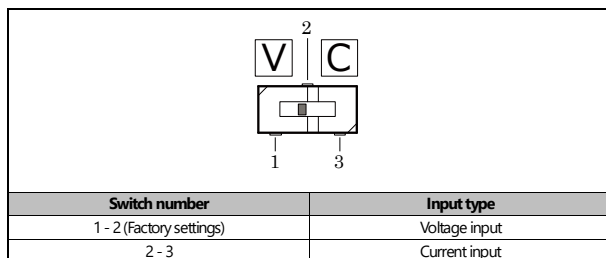 2
V C
1 3
Switch number Input type
1 - 2 (Factory settings) Voltage input
2 - 3 Current input